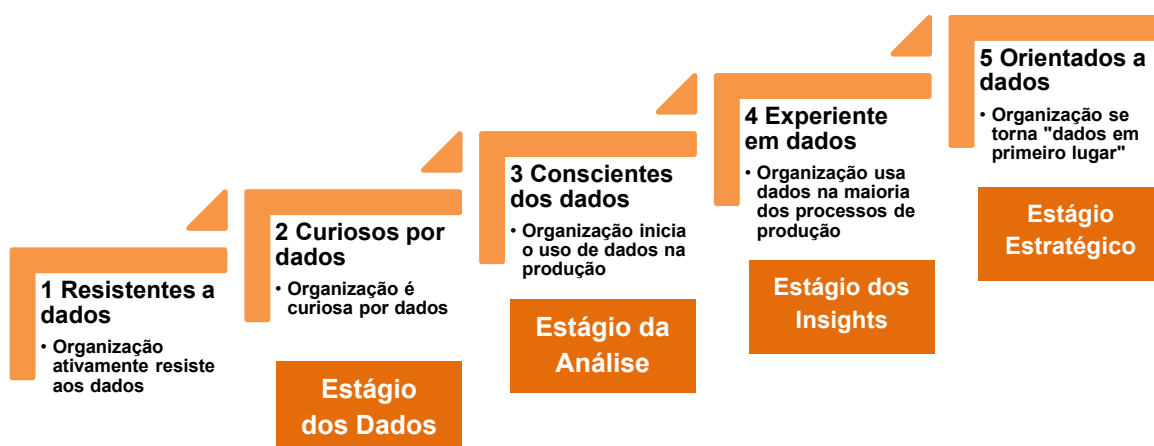 1 Resistentes a
dados
• Organização
ativamente resiste
aos dados
2 Curiosos por
dados
• Organização é
curiosa por dados
Estágio
dos Dados
3 Conscientes
dos dados
• Organização inicia
o uso de dados na
produção
Estágio da
Análise
4 Experiente
em dados
• Organização usa
dados na maioria
dos processos de
produção
Estágio dos
Insights
5 Orientados a
dados
• Organização se
torna "dados em
primeiro lugar"
Estágio
Estratégico